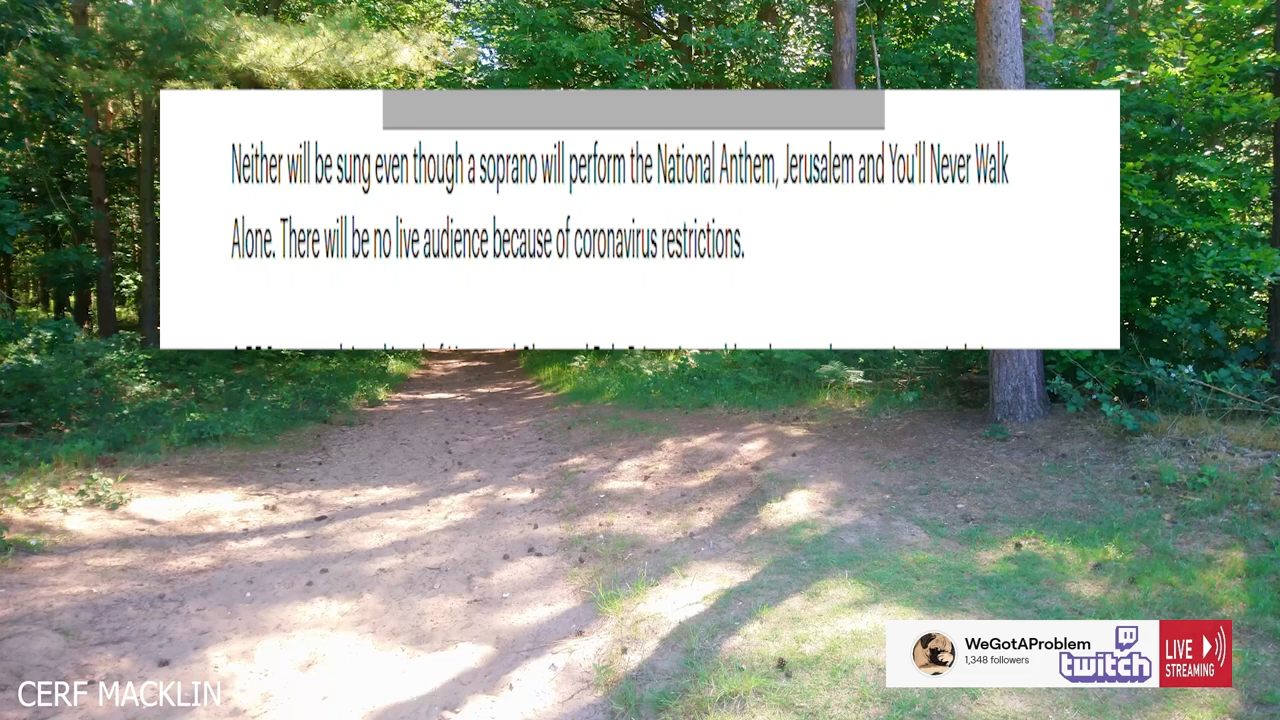 Neither will be sung even though a soprano will perform the National Anthem, Jerusalem and You'll Never Walk
Alone. There will be no live audience because of coronavirus restrictions.
WeGotAProblem
1,348 followers
twitch
LIVE
STREAMING
CERF MACKLIN